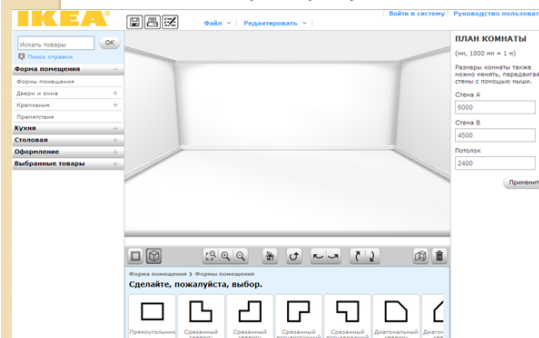 IKEA
Войти в систему
Руководство пользоват
Файл
Редактировать
Искать товары
OK
Поиск справки
Форма помещения
Формы помещения
Двери и окна
Крепления
Препятствия
Кухня
Столовая
Оформление
Выбранные товары
ПЛАН КОМНАТЫ
(мм, 1000 мм = 1 м)
Размеры комнаты также
можно менять, передвигая
стены с помощью мыши.
Стена A
6000
Стена B
4500
Потолок
2400
Применить
Форма помещения > Формы помещения
Сделайте, пожалуйста, выбор.
Прямоугольник
Срезанный
Срезанный
Срезанный
Срезанный
Диагональный
Диагон